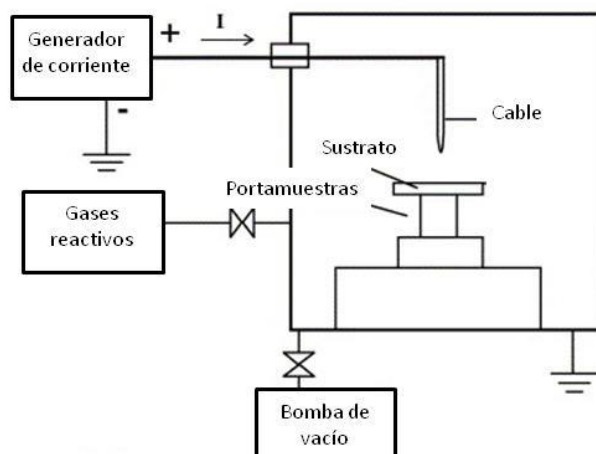 Generador
de corriente
+
I
-
Cable
Sustrato
Portamuestras
Gases
reactivos
Bomba de
vacío